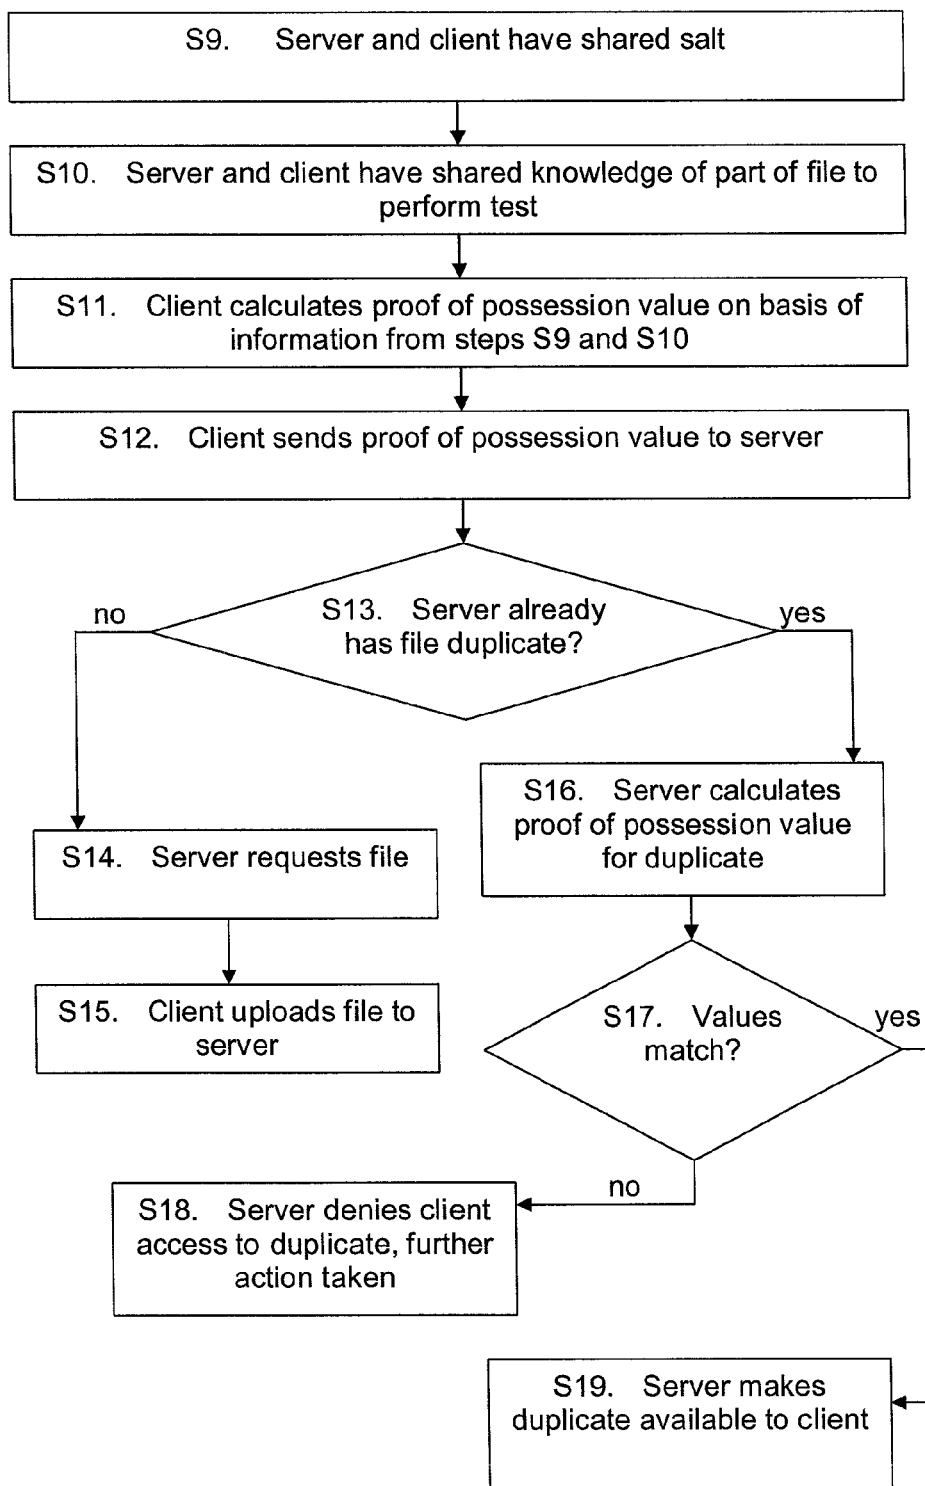 S9. Server and client have shared salt
S10. Server and client have shared knowledge of part of file to
perform test
S11. Client calculates proof of possession value on basis of
information from steps S9 and S10
S12. Client sends proof of possession value to server
no
S13. Server already
has file duplicate?
yes
S16. Server calculates
proof of possession value
for duplicate
S14. Server requests file
S15. Client uploads file to
server
S17. Values
match?
yes
no
S18. Server denies client
access to duplicate, further
action taken
S19. Server makes
duplicate available to client